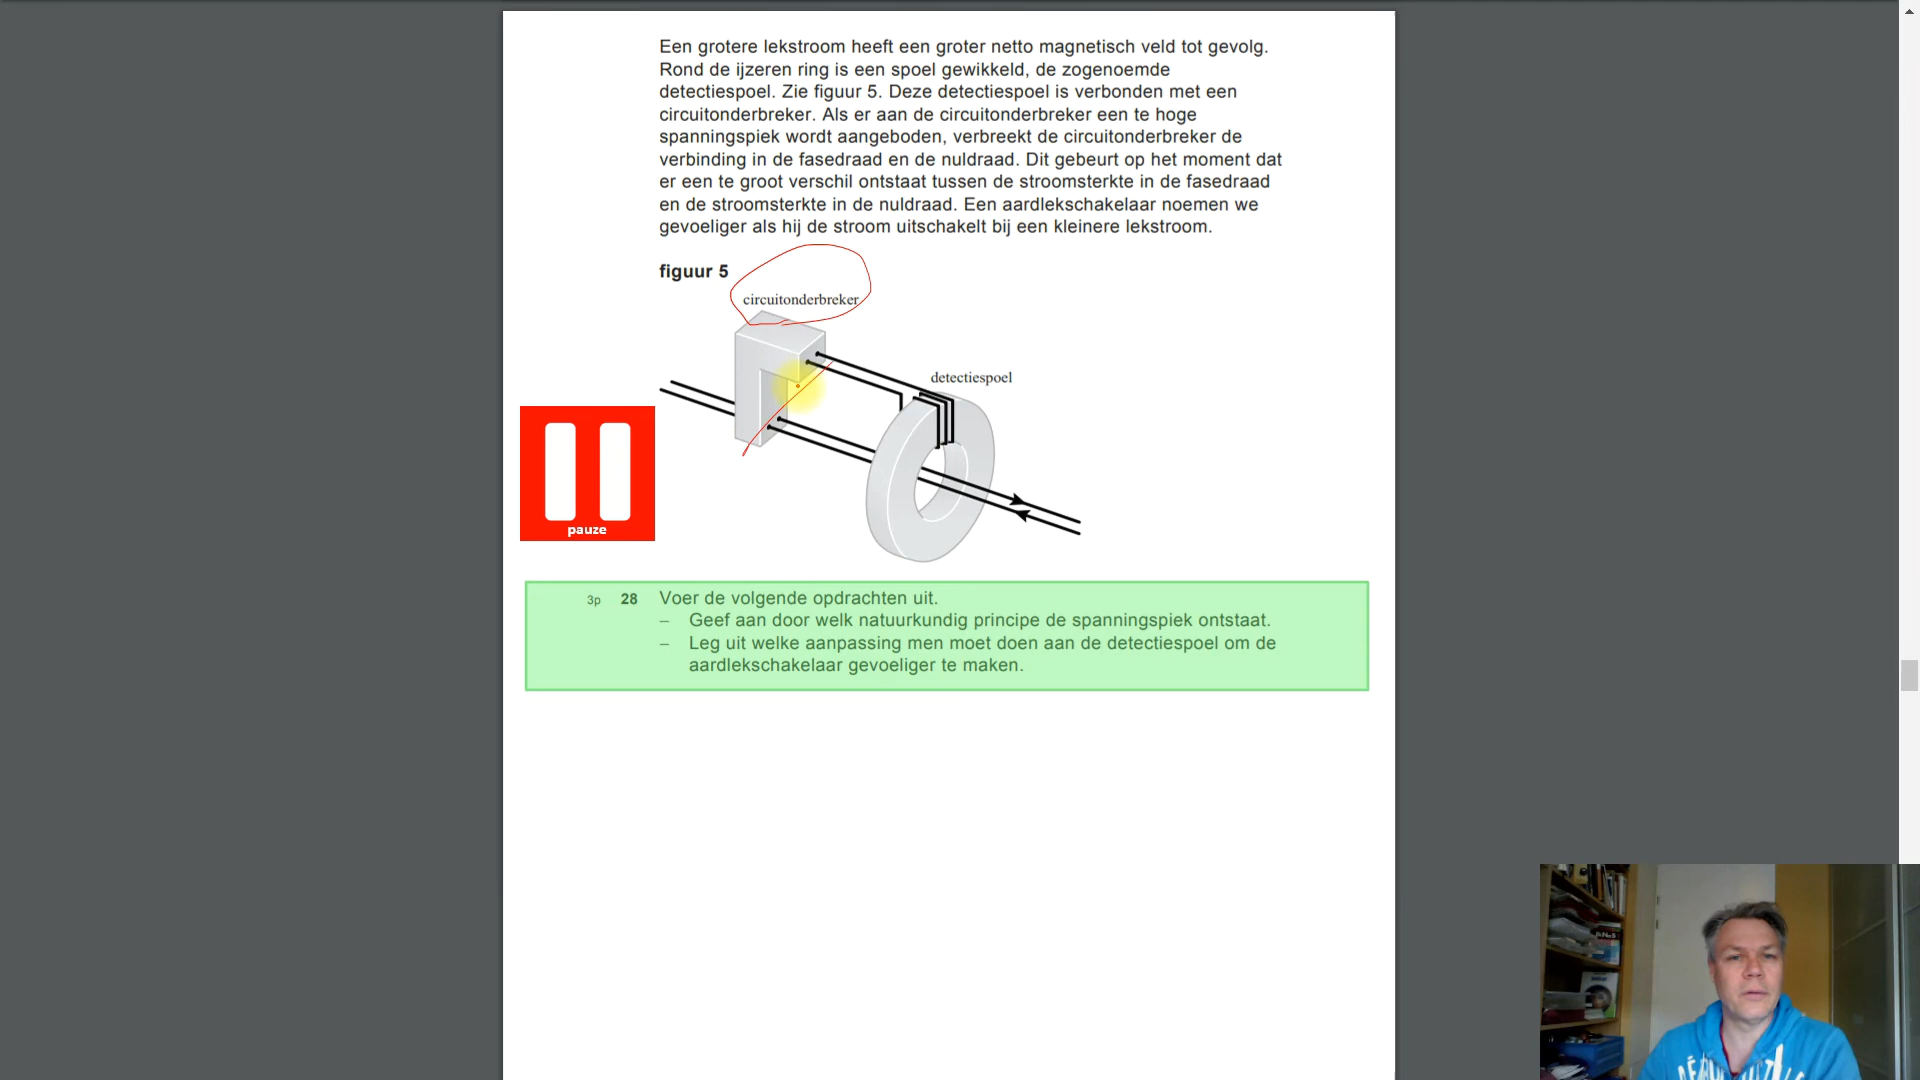 Een grotere lekstroom heeft een groter netto magnetisch veld tot gevolg.
Rond de ijzeren ring is een spoel gewikkeld, de zogenoemde
detectiespoel. Zie figuur 5. Deze detectiespoel is verbonden met een
circuitonderbreker. Als er aan de circuitonderbreker een te hoge
spanningspiek wordt aangeboden, verbreekt de circuitonderbreker de
verbinding in de fasedraad en de nuldraad. Dit gebeurt op het moment dat
er een te groot verschil ontstaat tussen de stroomsterkte in de fasedraad
en de stroomsterkte in de nuldraad. Een aardlekschakelaar noemen we
gevoeliger als hij de stroom uitschakelt bij een kleinere lekstroom.
figuur 5
circuitonderbreker
detectiespoel
pauze
3p 28 Voer de volgende opdrachten uit.
– Geef aan door welk natuurkundig principe de spanningspiek ontstaat.
– Leg uit welke aanpassing men moet doen aan de detectiespoel om de
aardlekschakelaar gevoeliger te maken.